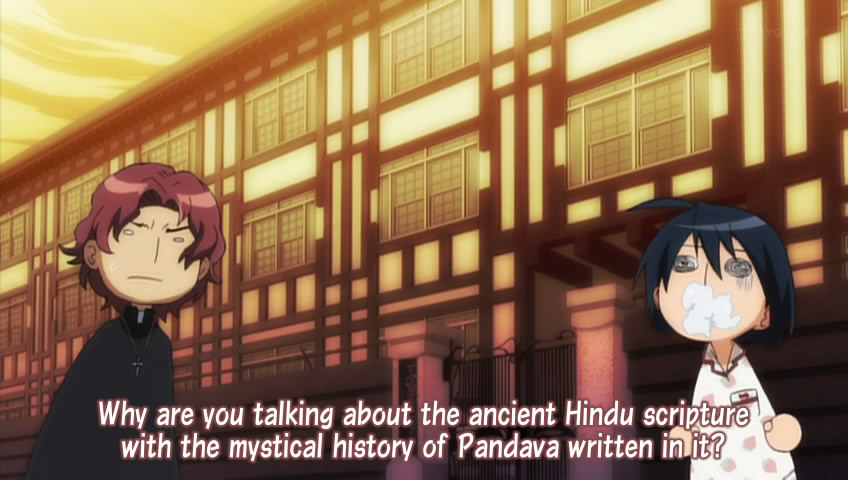 Why are you talking about the ancient Hindu scripture
with the mystical history of Pandava written in it?